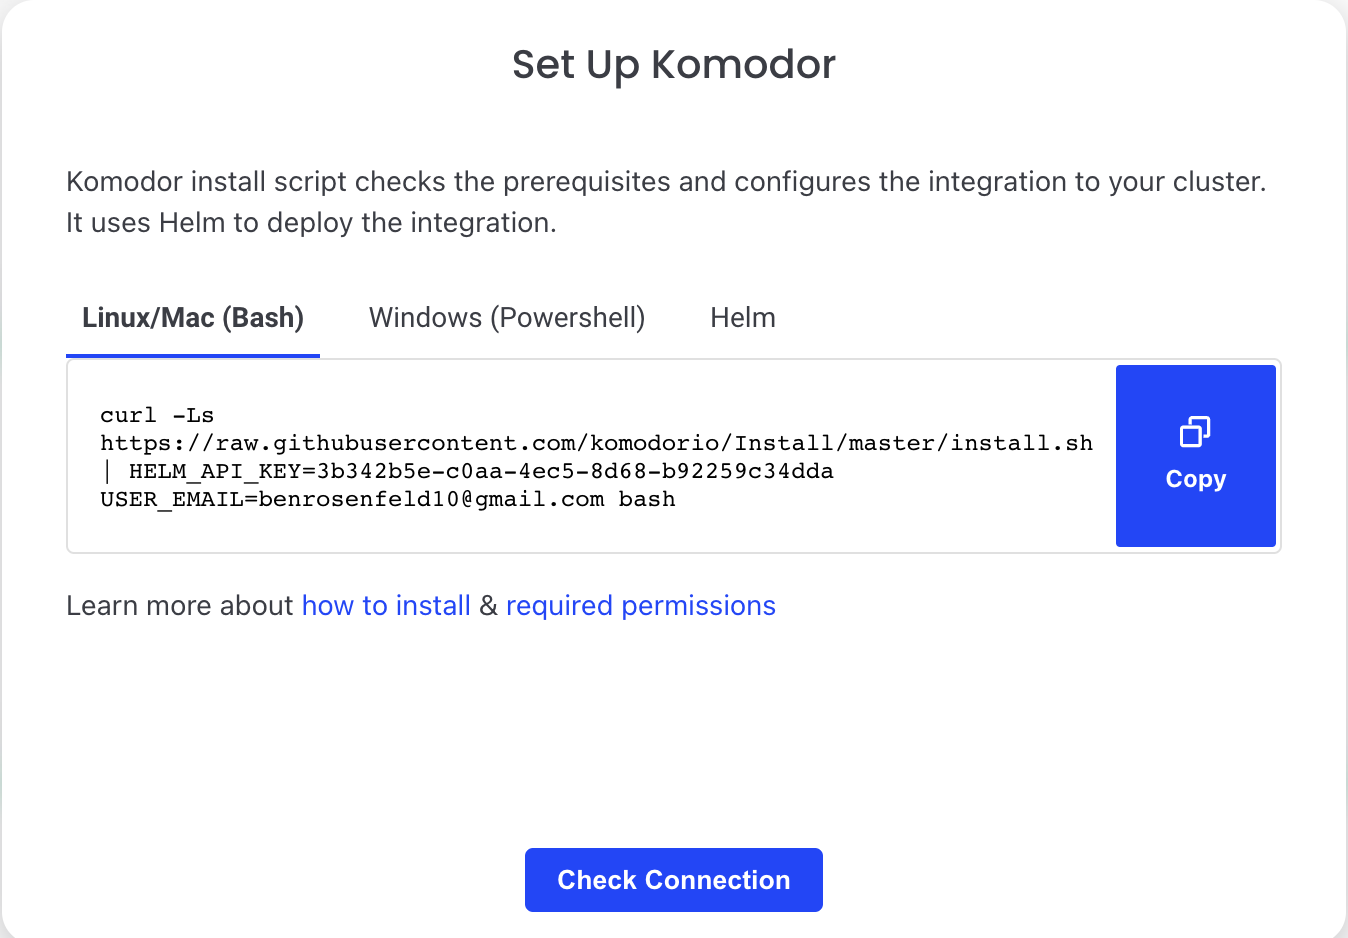 Set Up Komodor
Komodor install script checks the prerequisites and configures the integration to your cluster.
It uses Helm to deploy the integration.
Linux/Mac (Bash) Windows (Powershell) Helm
curl -Ls
https://raw.githubusercontent.com/komodorio/Install/master/install.sh
| HELM_API_KEY=3b342b5e-c0aa-4ec5-8d68-b92259c34dda
USER_EMAIL=benrosenfeld10@gmail.com bash
Copy
Learn more about how to install & required permissions
Check Connection